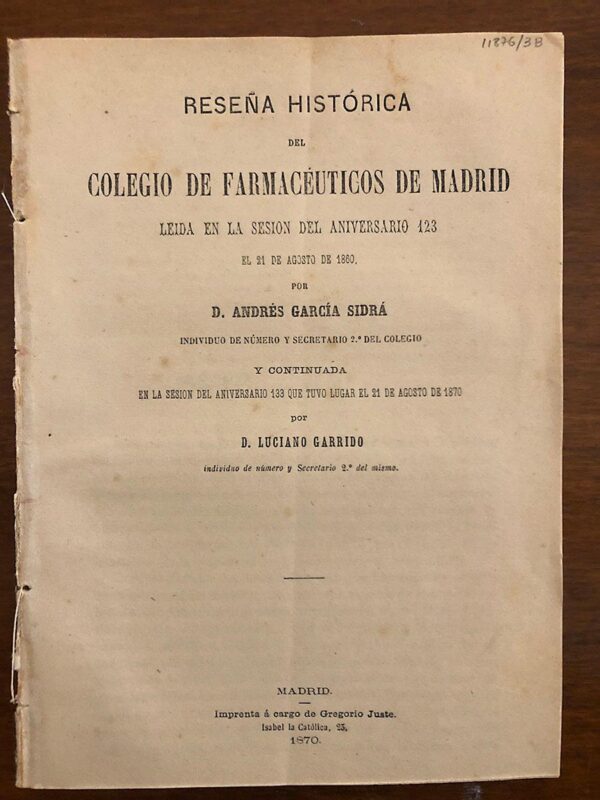 11876/3B
RESEÑA HISTÓRICA
DEL
COLEGIO DE FARMACÉUTICOS DE MADRID
LEIDA EN LA SESION DEL ANIVERSARIO 123
EL 21 DE AGOSTO DE 1860,
POR
D. ANDRÉS GARCÍA SIDRÁ
INDIVIDUO DE NÚMERO Y SECRETARIO 2.º DEL COLEGIO
Y CONTINUADA
EN LA SESION DEL ANIVERSARIO 133 QUE TUVO LUGAR EL 21 DE AGOSTO DE 1870
por
D. LUCIANO GARRIDO
individuo de número y Secretario 2.º del mismo.
MADRID.
Imprenta á cargo de Gregorio Juste.
Isabel la Católica, 23,
1870.